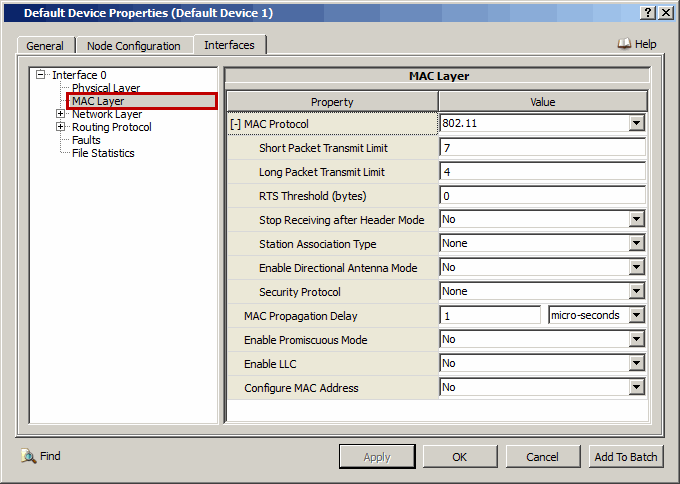 Default Device Properties (Default Device 1)
General
Node Configuration
Interfaces
Help
Interface 0
Physical Layer
MAC Layer
Network Layer
Routing Protocol
Faults
File Statistics
MAC Layer
Property Value
[-] MAC Protocol 802.11
Short Packet Transmit Limit 7
Long Packet Transmit Limit 4
RTS Threshold (bytes) 0
Stop Receiving after Header Mode No
Station Association Type None
Enable Directional Antenna Mode No
Security Protocol None
MAC Propagation Delay 1 micro-seconds
Enable Promiscuous Mode No
Enable LLC No
Configure MAC Address No
Find
Apply
OK
Cancel
Add To Batch